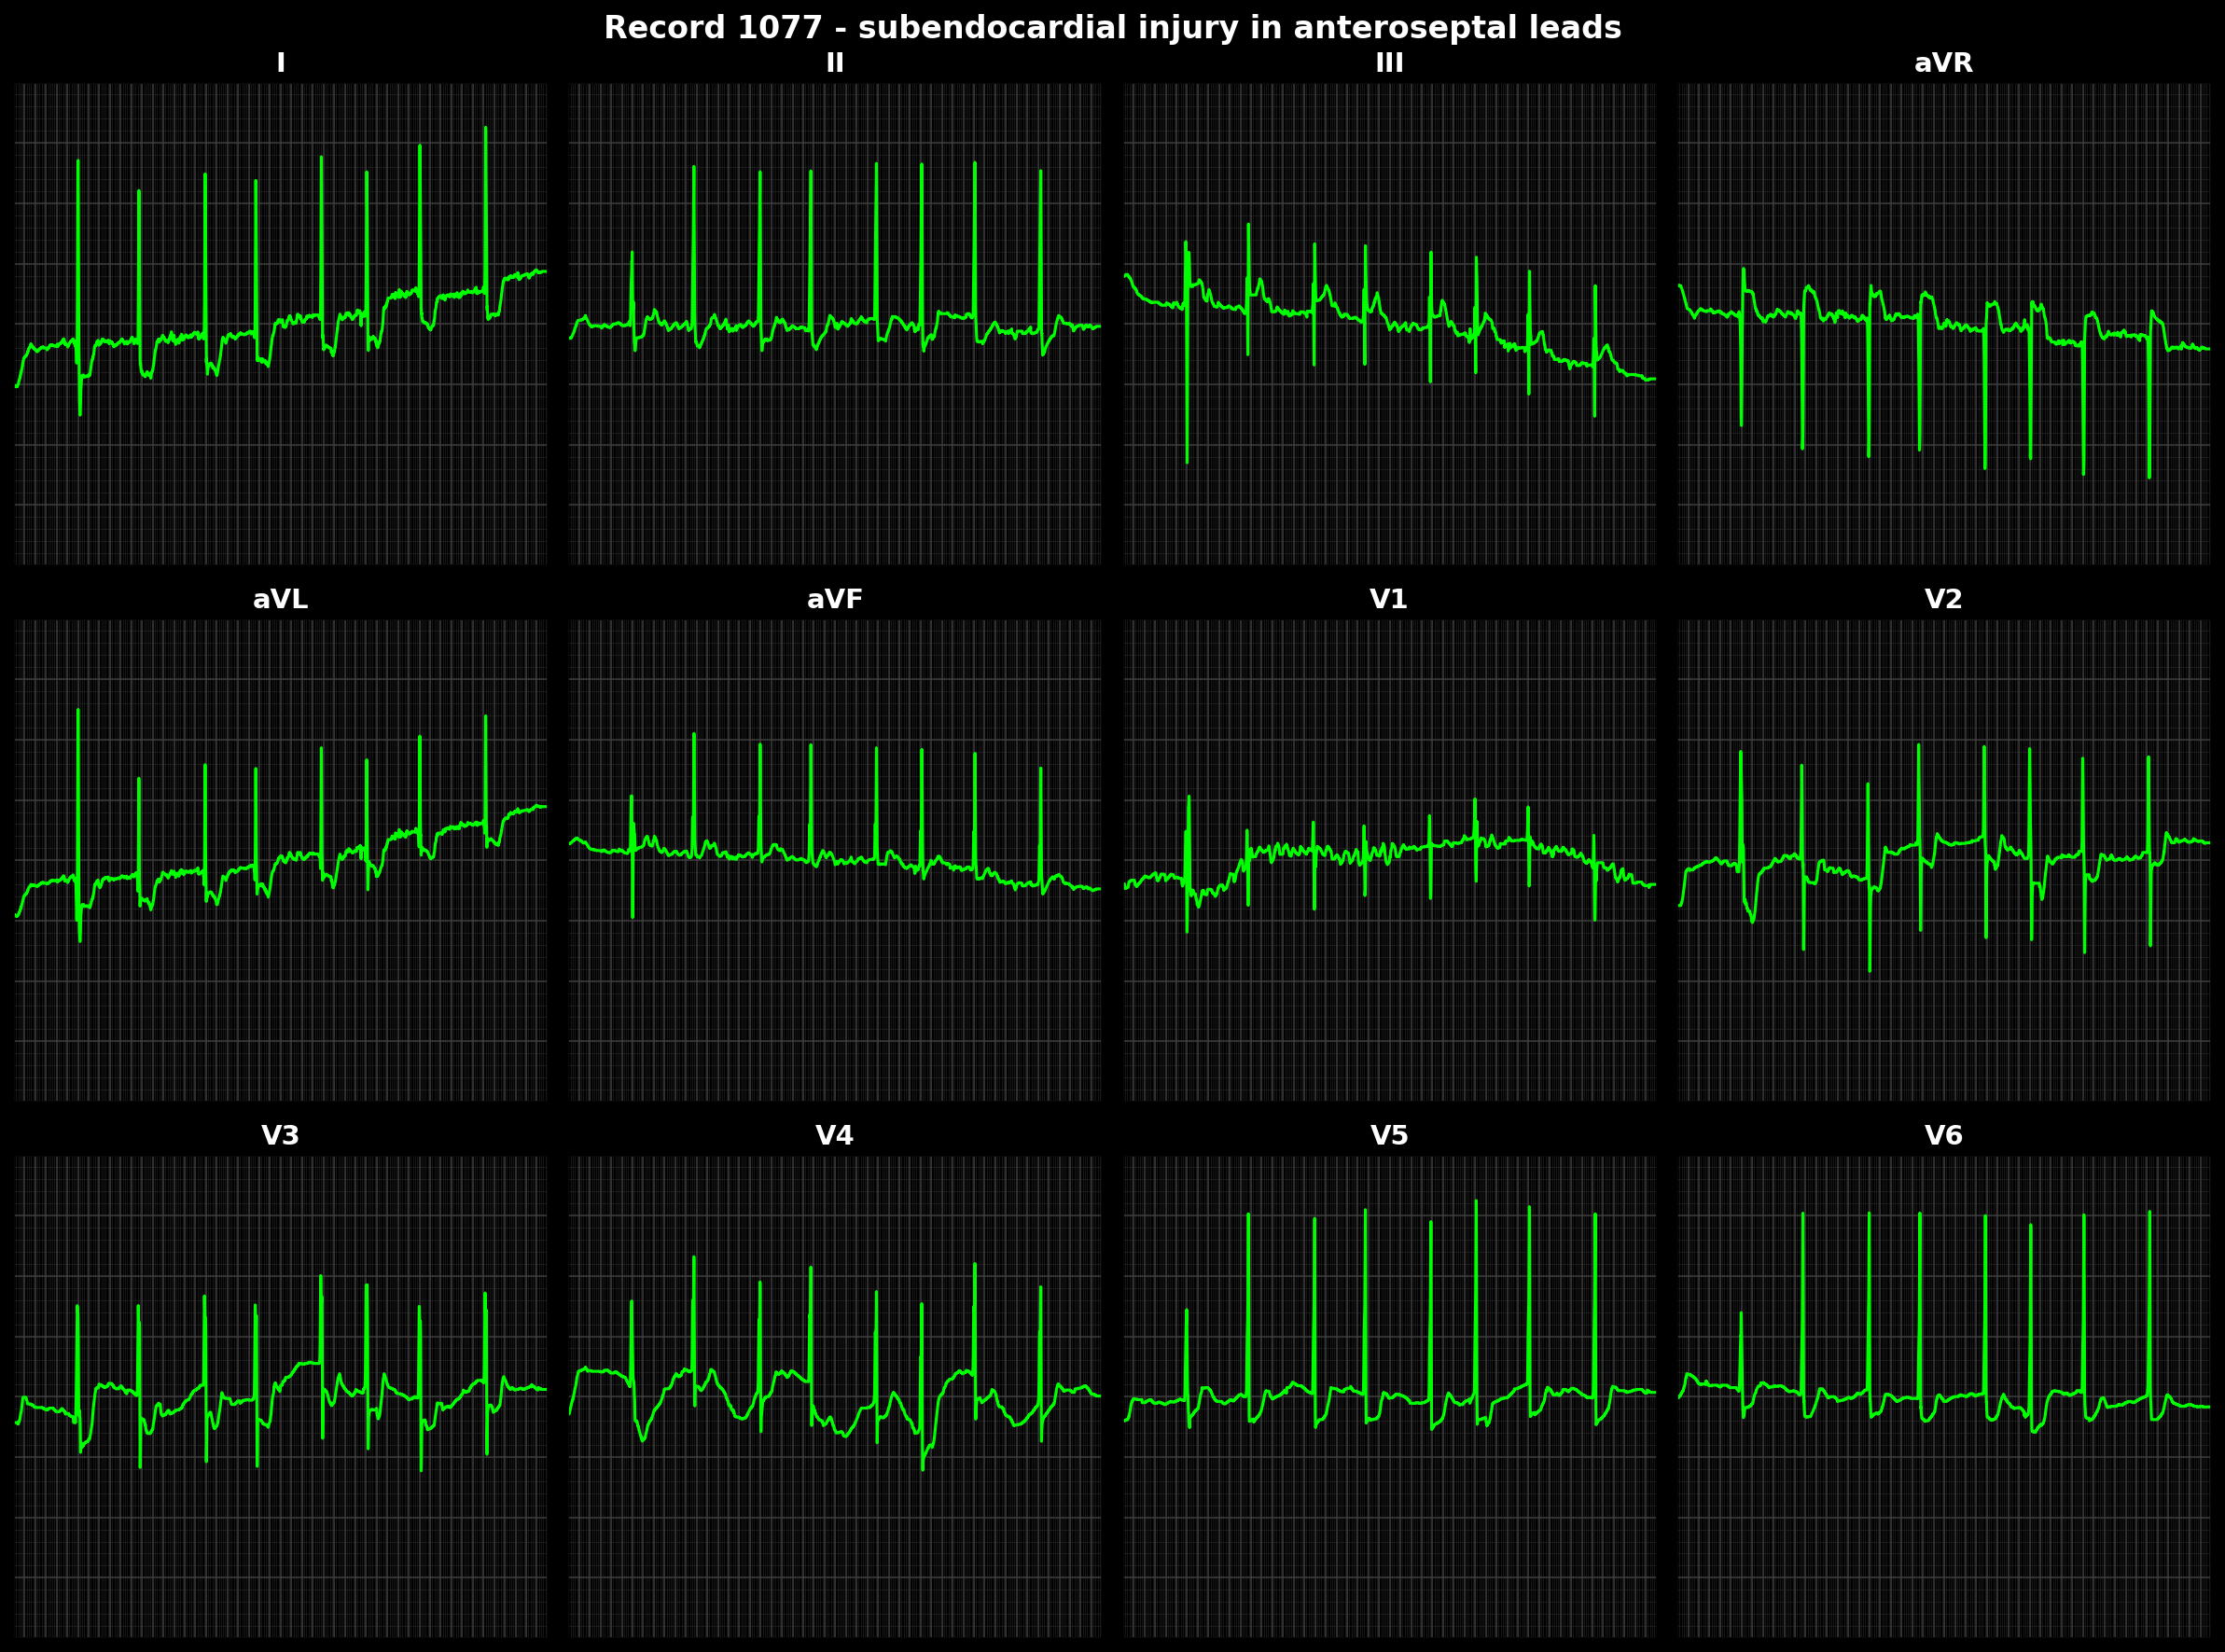 Record 1077 - subendocardial injury in anteroseptal leads
I II III aVR
aVL aVF V1 V2
V3 V4 V5 V6